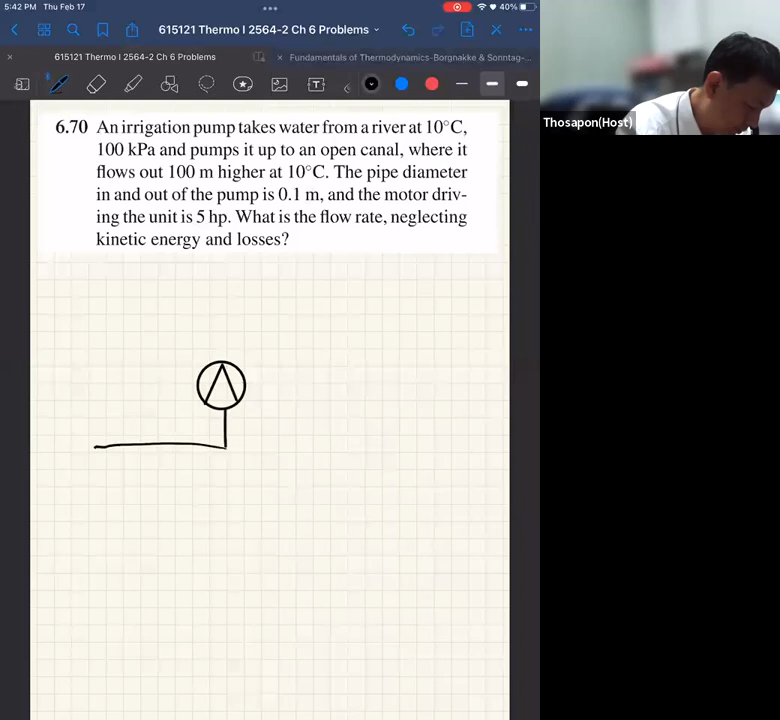 5:42 PM Thu Feb 17
40%
615121 Thermo I 2564-2 Ch 6 Problems
615121 Thermo I 2564-2 Ch 6 Problems
Fundamentals of Thermodynamics-Borgnakke & Sonntag-...
Thosapon(Host)
6.70 An irrigation pump takes water from a river at 10°C,
100 kPa and pumps it up to an open canal, where it
flows out 100 m higher at 10°C. The pipe diameter
in and out of the pump is 0.1 m, and the motor driv-
ing the unit is 5 hp. What is the flow rate, neglecting
kinetic energy and losses?